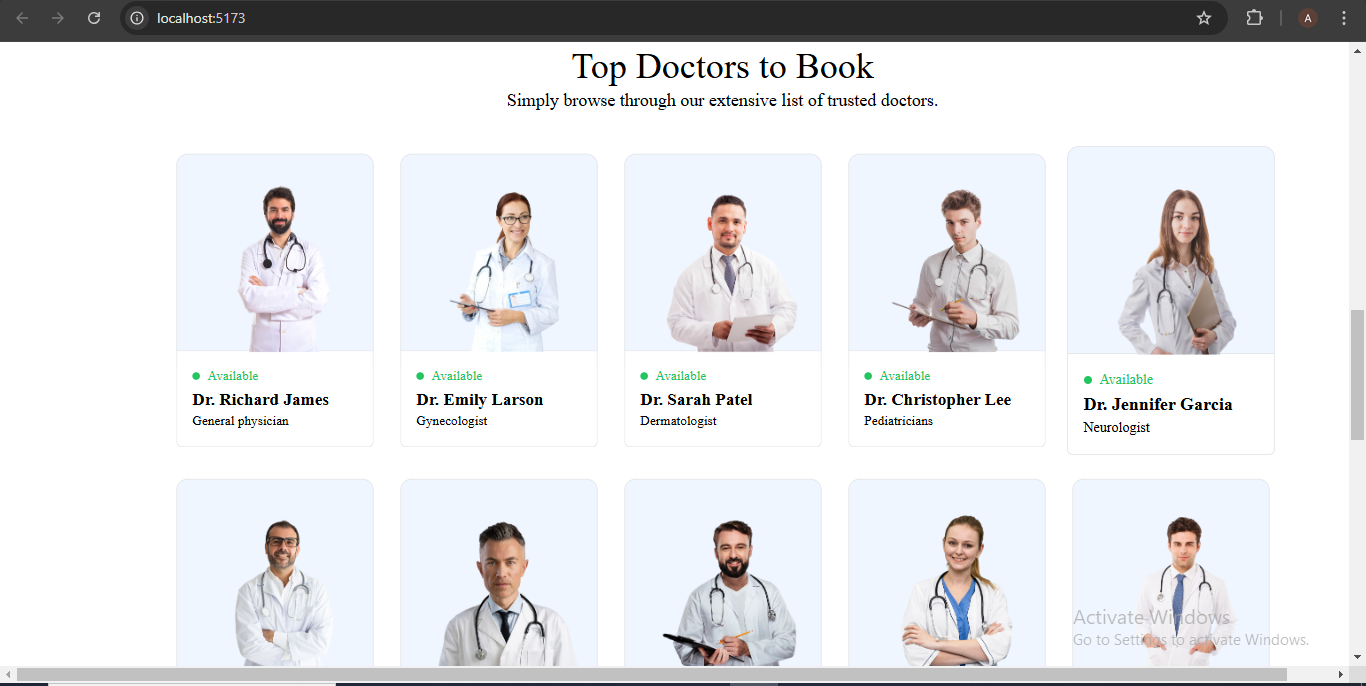 localhost:5173
A
Top Doctors to Book
Simply browse through our extensive list of trusted doctors.
Available
Dr. Richard James
General physician
Available
Dr. Emily Larson
Gynecologist
Available
Dr. Sarah Patel
Dermatologist
Available
Dr. Christopher Lee
Pediatricians
Available
Dr. Jennifer Garcia
Neurologist
Activate Windows
Go to Settings to activate Windows.